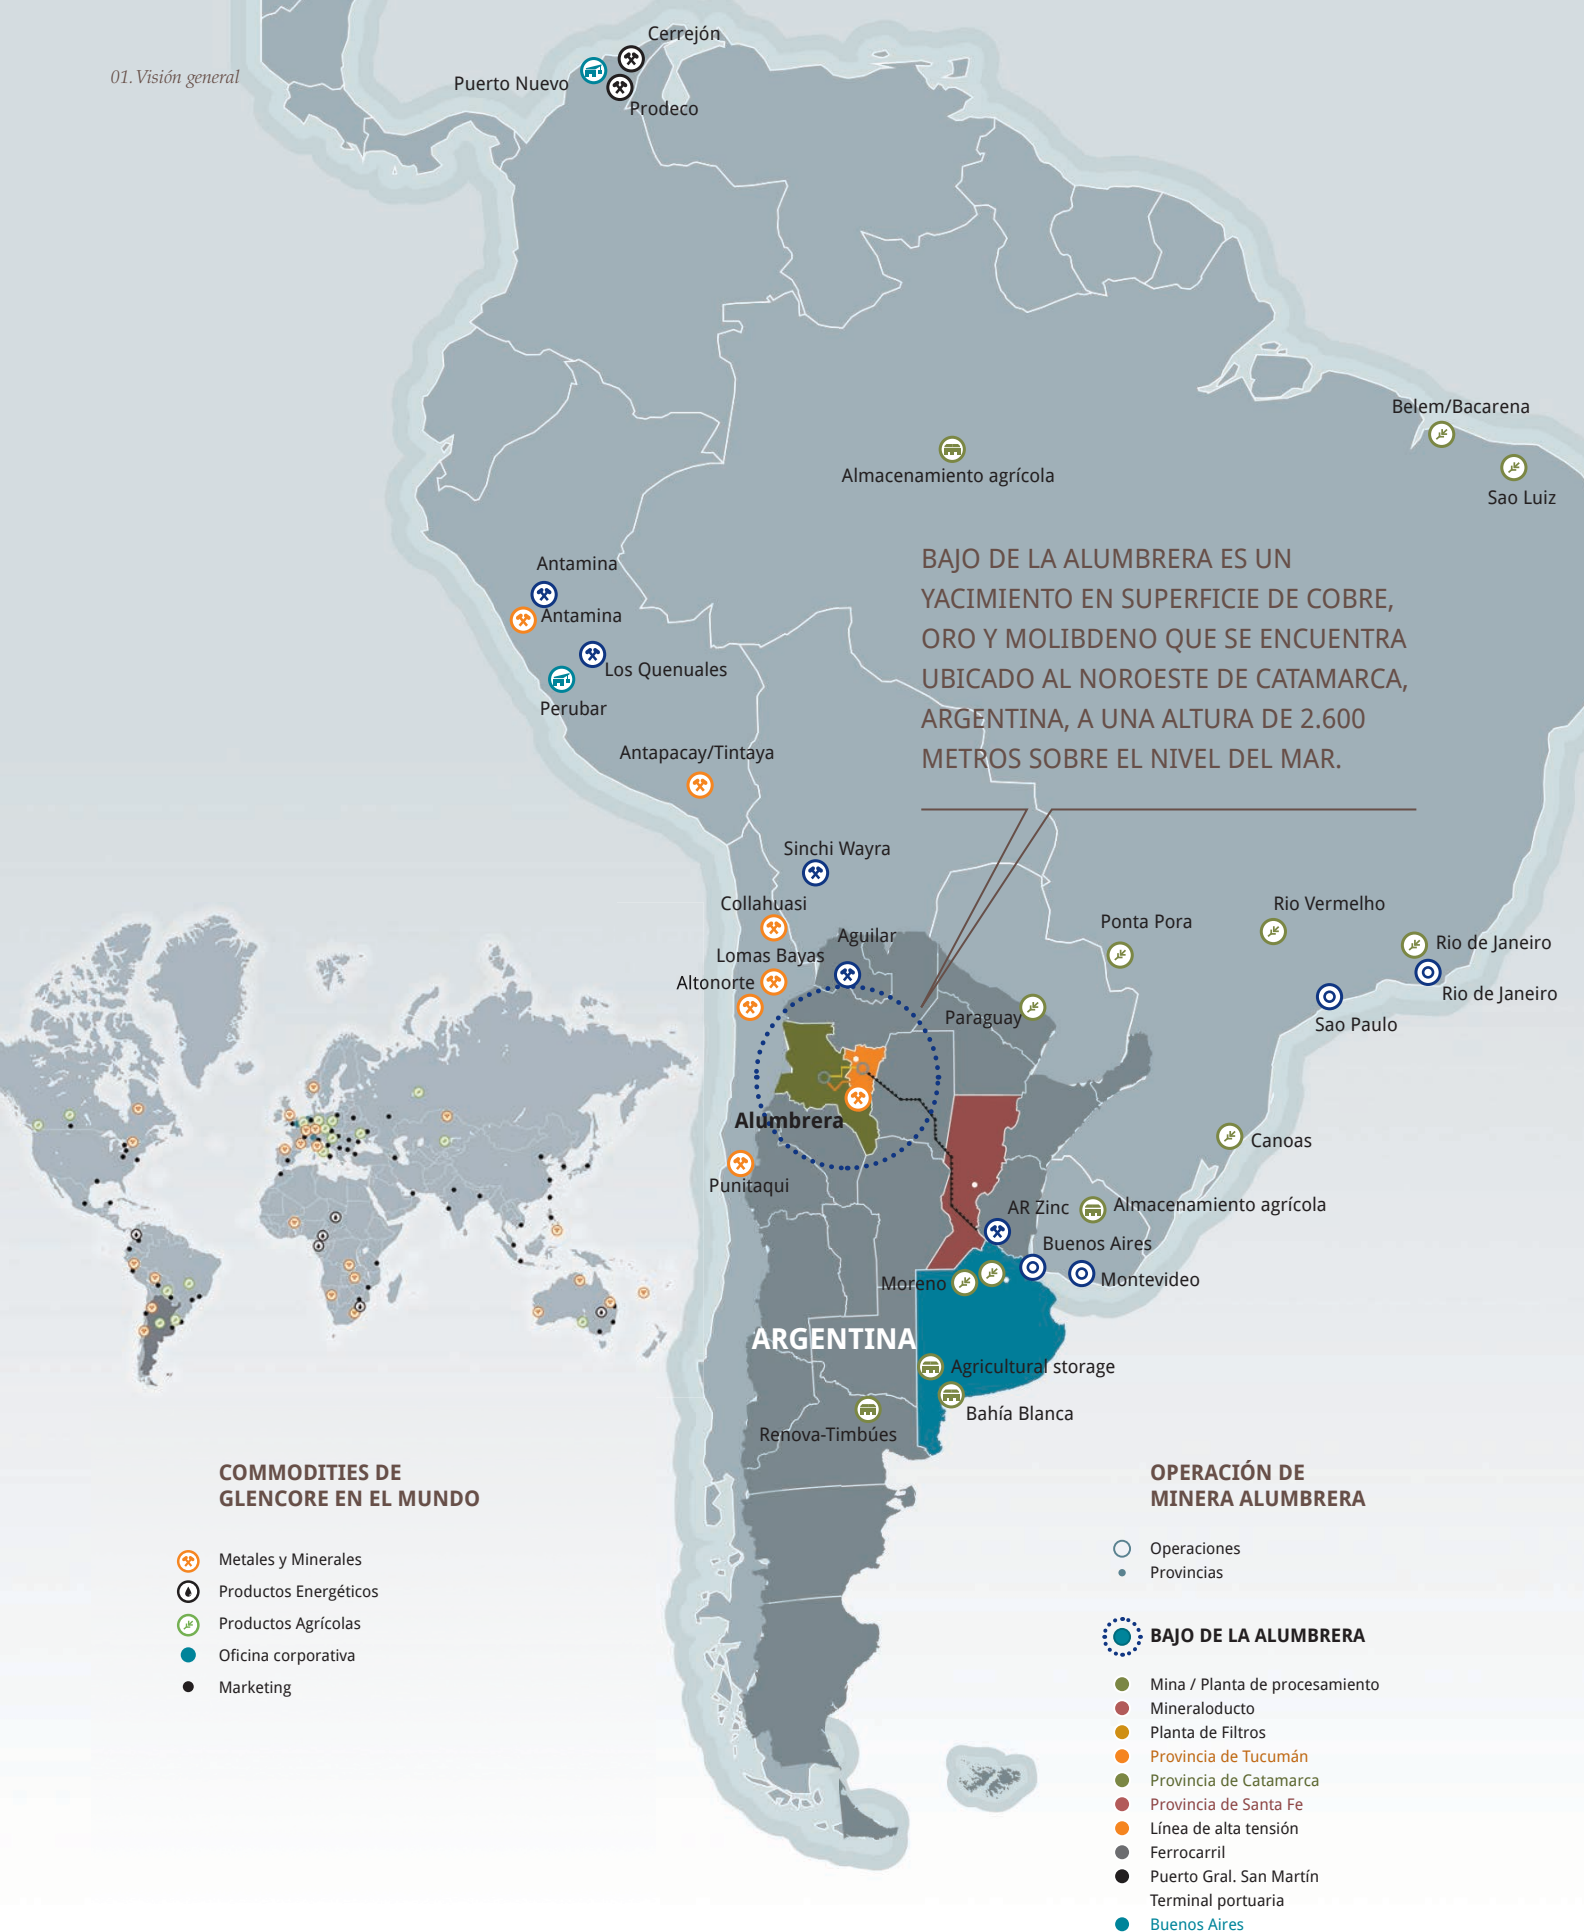 01. Visión general
Cerrejón
Puerto Nuevo
Prodeco
Belem/Bacarena
Almacenamiento agrícola
Sao Luiz
Antamina
Antamina
Los Quenuales
Perubar
Antapacay/Tintaya
BAJO DE LA ALUMBRERA ES UN
YACIMIENTO EN SUPERFICIE DE COBRE,
ORO Y MOLIBDENO QUE SE ENCUENTRA
UBICADO AL NOROESTE DE CATAMARCA,
ARGENTINA, A UNA ALTURA DE 2.600
METROS SOBRE EL NIVEL DEL MAR.
Sinchi Wayra
Collahuasi
Aguilar
Lomas Bayas
Altonorte
Ponta Pora
Rio Vermelho
Rio de Janeiro
Rio de Janeiro
Sao Paulo
Paraguay
Alumbrera
Canoas
Punitaqui
AR Zinc
Almacenamiento agrícola
Buenos Aires
Moreno
Montevideo
ARGENTINA
Agricultural storage
Bahía Blanca
Renova-Timbúes
COMMODITIES DE
GLENCORE EN EL MUNDO
Metales y Minerales
Productos Energéticos
Productos Agrícolas
Oficina corporativa
Marketing
OPERACIÓN DE
MINERA ALUMBRERA
Operaciones
Provincias
BAJO DE LA ALUMBRERA
Mina / Planta de procesamiento
Mineraloducto
Planta de Filtros
Provincia de Tucumán
Provincia de Catamarca
Provincia de Santa Fe
Línea de alta tensión
Ferrocarril
Puerto Gral. San Martín
Terminal portuaria
Buenos Aires